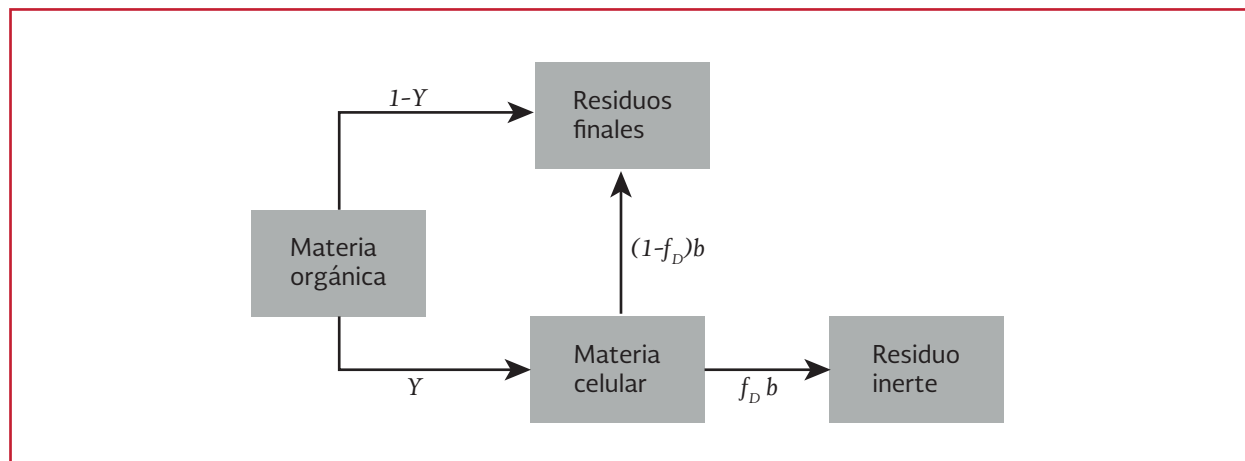 1-Y
Residuos
finales
Materia
orgánica
(1-f_D)b
Y
Materia
celular
f_D b
Residuo
inerte